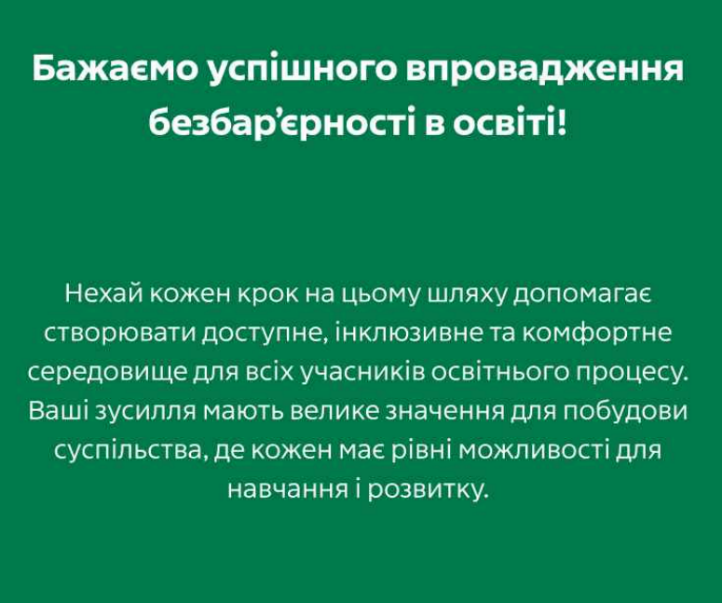 Бажаємо успішного впровадження
безбар’єрності в освіті!
Нехай кожен крок на цьому шляху допомагає
створювати доступне, інклюзивне та комфортне
середовище для всіх учасників освітнього процесу.
Ваші зусилля мають велике значення для побудови
суспільства, де кожен має рівні можливості для
навчання і розвитку.